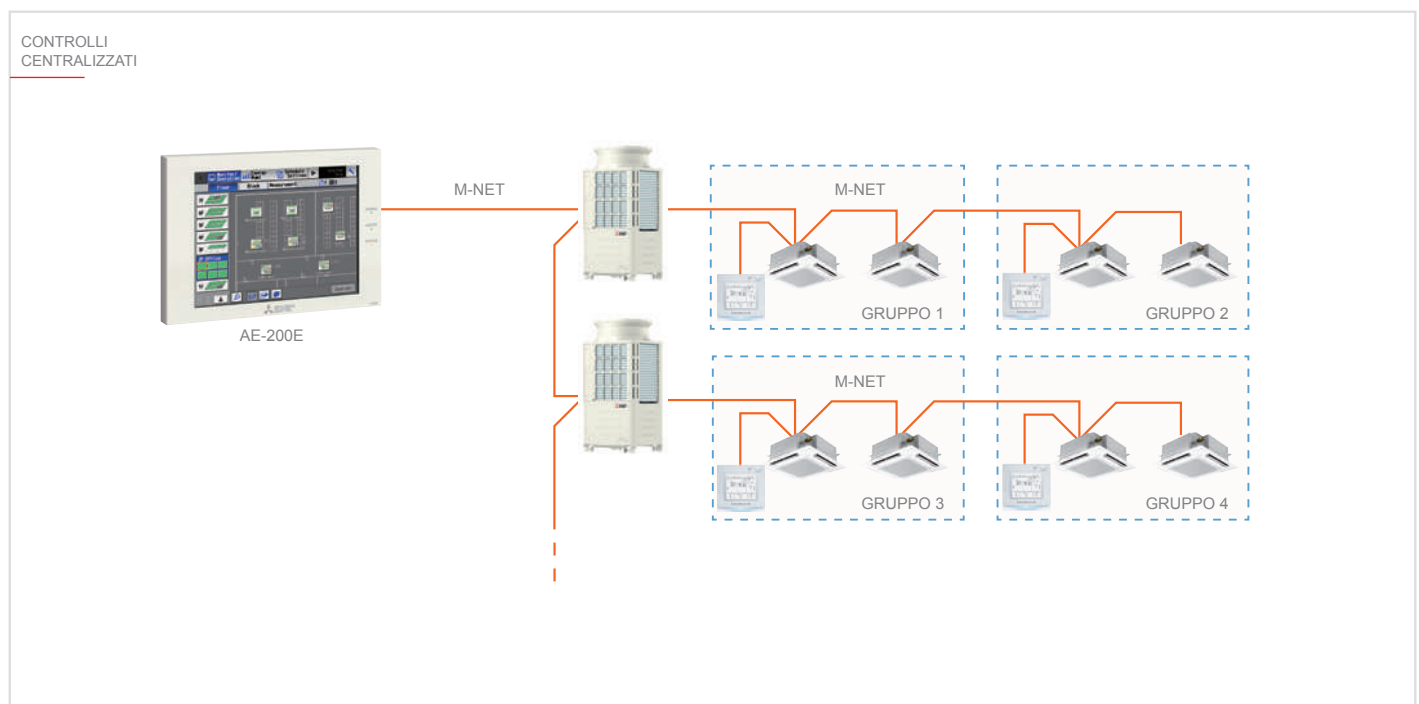 CONTROLLI
CENTRALIZZATI
M-NET
M-NET
AE-200E
GRUPPO 1
GRUPPO 2
M-NET
GRUPPO 3
GRUPPO 4